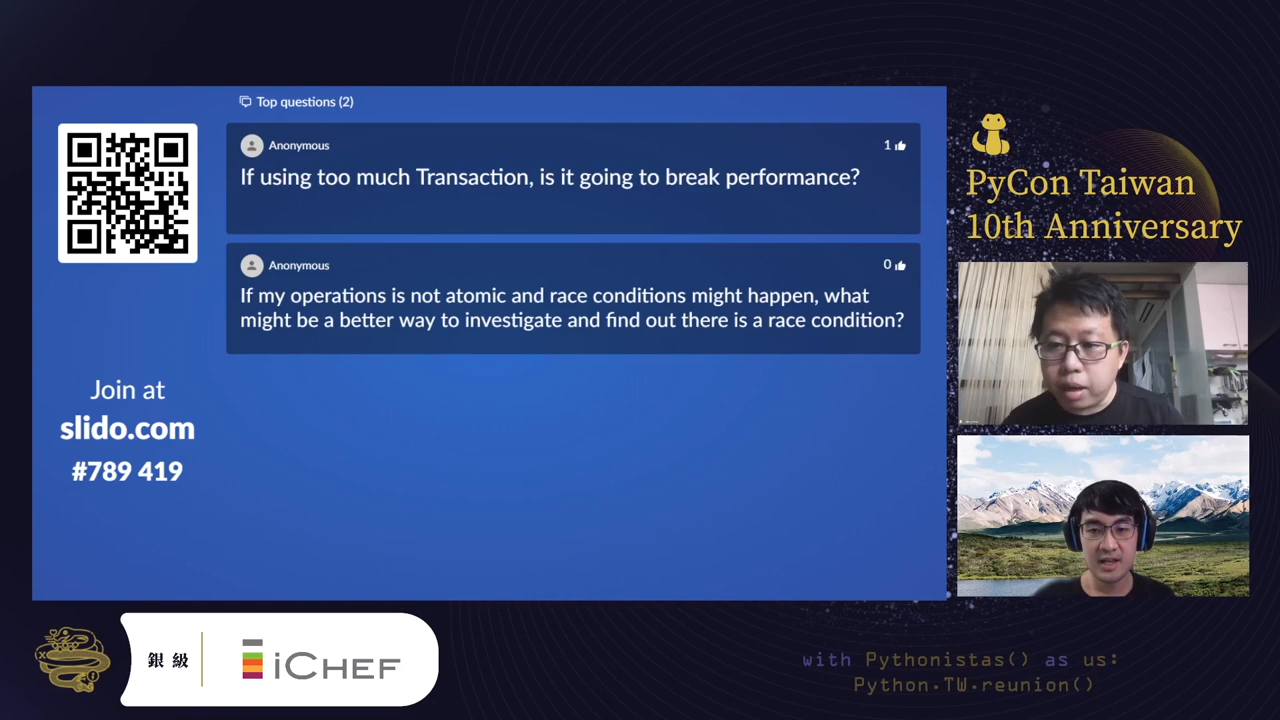 Top questions (2)
Anonymous
1
If using too much Transaction, is it going to break performance?
Anonymous
0
If my operations is not atomic and race conditions might happen, what
might be a better way to investigate and find out there is a race condition?
Join at
slido.com
#789 419
PyCon Taiwan
10th Anniversary
銀級
iCHEF
with Pythonistas() as us:
Python.TW.reunion()